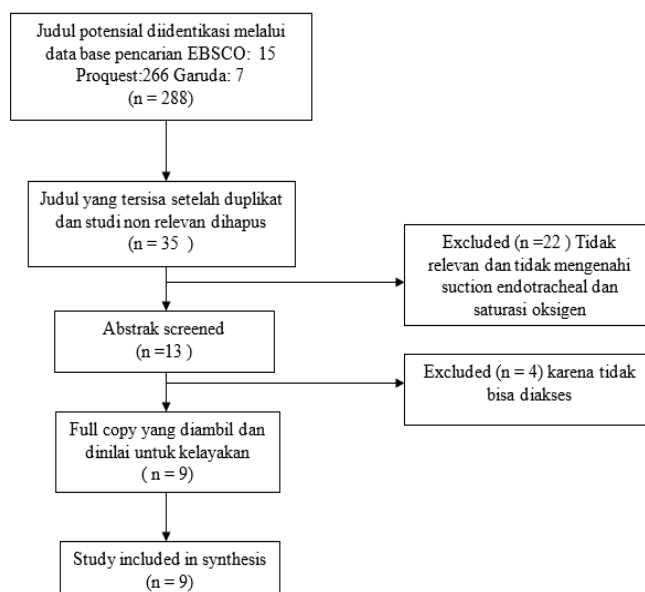 Judul potensial diidentikasi melalui
data base pencarian EBSCO: 15
Proquest:266 Garuda: 7
(n = 288)
Judul yang tersisa setelah duplikat
dan studi non relevan dihapus
(n = 35 )
Excluded (n =22 ) Tidak
relevan dan tidak mengenahi
suction endotracheal dan
saturasi oksigen
Abstrak screened
(n =13 )
Excluded (n = 4) karena tidak
bisa diakses
Full copy yang diambil dan
dinilai untuk kelayakan
( n = 9)
Study included in synthesis
(n = 9)